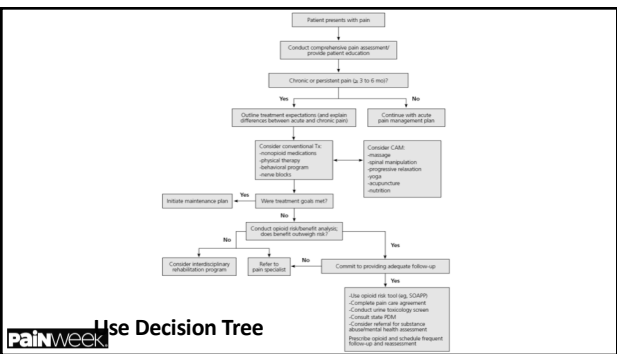 Patient presents with pain
Conduct comprehensive pain assessment/
provide patient education
Chronic or persistent pain (≥ 3 to 6 mo)?
Yes
No
Outline treatment expectations (and explain
differences between acute and chronic pain)
Continue with acute
pain management plan
Consider conventional Tx:
-nonopioid medications
-physical therapy
-behavioral program
-nerve blocks
Consider CAM:
-massage
-spinal manipulation
-progressive relaxation
-yoga
-acupuncture
-nutrition
Initiate maintenance plan
Yes
Were treatment goals met?
No
Conduct opioid risk/benefit analysis;
does benefit outweigh risk?
No
Yes
Consider interdisciplinary
rehabilitation program
Refer to
pain specialist
No
Commit to providing adequate follow-up
Yes
-Use opioid risk tool (eg, SOAPP)
-Complete pain care agreement
-Conduct urine toxicology screen
-Consult state PDM
-Consider referral for substance
abuse/mental health assessment
Prescribe opioid and schedule frequent
follow-up and reassessment
Use Decision Tree
PAINWEEK.